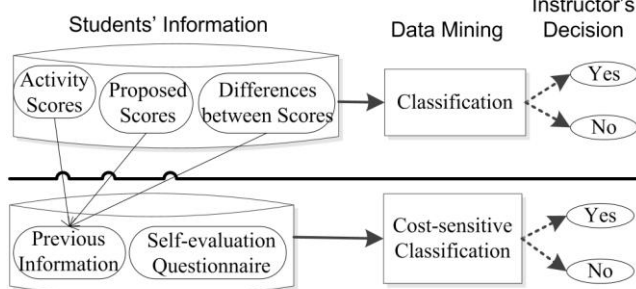 Students' Information
Data Mining
Instructor's
Decision
Activity
Scores
Proposed
Scores
Differences
between Scores
Classification
Yes
No
Previous
Information
Self-evaluation
Questionnaire
Cost-sensitive
Classification
Yes
No